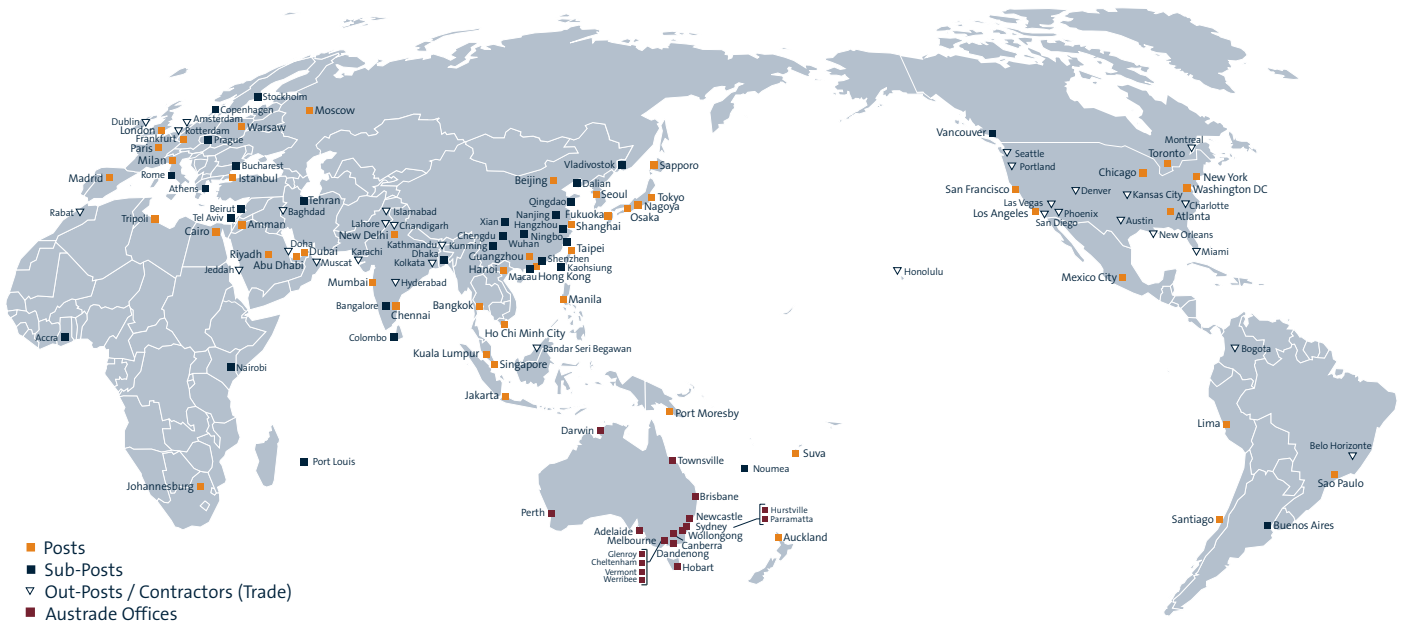 Stockholm
Copenhagen
Dublin
Amsterdam
Moscow
London
Rotterdam
Warsaw
Frankfurt
Prague
Paris
Milan
Bucharest
Madrid
Rome
Istanbul
Athens
Rabat
Tripoli
Beirut
Tehran
Tel Aviv
Baghdad
Cairo
Amman
Riyadh
Doha
Dubai
Abu Dhabi
Muscat
Jeddah
Accra
Nairobi
Port Louis
Johannesburg
Islamabad
Lahore
Chandigarh
New Delhi
Kathmandu
Karachi
Dhaka
Kolkata
Mumbai
Hyderabad
Bangalore
Chennai
Colombo
Vladivostok
Sapporo
Beijing
Dalian
Seoul
Tokyo
Qingdao
Nagoya
Nanjing
Fukuoka
Osaka
Xian
Hangzhou
Shanghai
Chengdu
Ningbo
Kunming
Wuhan
Taipei
Guangzhou
Shenzhen
Hanoi
Kaohsiung
Macau
Hong Kong
Bangkok
Manila
Ho Chi Minh City
Bandar Seri Begawan
Kuala Lumpur
Singapore
Jakarta
Port Moresby
Darwin
Townsville
Suva
Noumea
Brisbane
Perth
Newcastle
Hurstville
Sydney
Parramatta
Adelaide
Wollongong
Melbourne
Canberra
Auckland
Glenroy
Dandenong
Cheltenham
Vermont
Hobart
Werribee
Vancouver
Montreal
Seattle
Toronto
Portland
Chicago
New York
San Francisco
Denver
Kansas City
Washington DC
Las Vegas
Charlotte
Los Angeles
Phoenix
Atlanta
San Diego
Austin
New Orleans
Miami
Honolulu
Mexico City
Bogota
Lima
Belo Horizonte
Sao Paulo
Santiago
Buenos Aires
Posts
Sub-Posts
Out-Posts / Contractors (Trade)
Austrade Offices